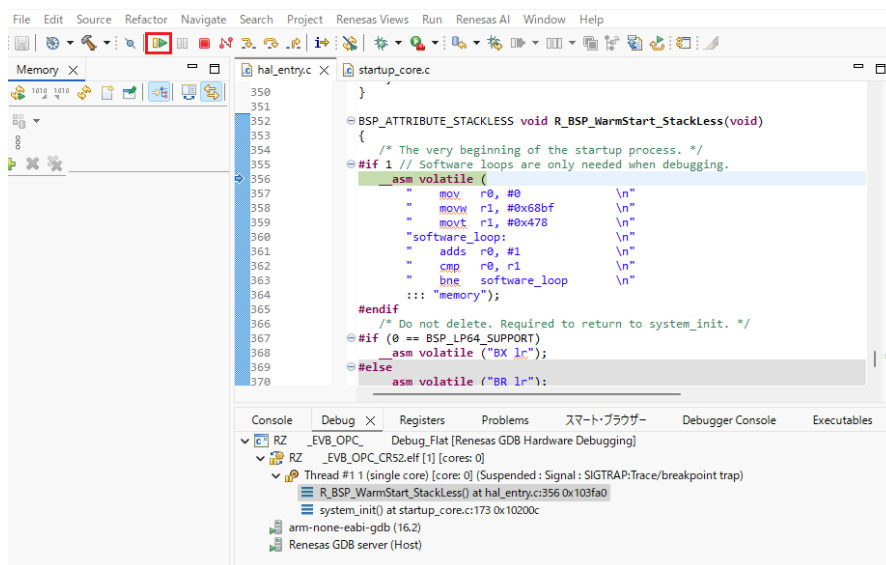 File Edit Source Refactor Navigate Search Project Renesas Views Run Renesas AI Window Help
Memory
hal_entry.c startup_core.c
350 }
351
352 BSP_ATTRIBUTE_STACKLESS void R_BSP_WarmStart_StackLess(void)
353 {
354 /* The very beginning of the startup process. */
355 #if 1 // Software loops are only needed when debugging.
356 __asm volatile (
357 " mov r0, #0 \n"
358 " movw r1, #0x68bf \n"
359 " movt r1, #0x478 \n"
360 "software_loop: \n"
361 " adds r0, #1 \n"
362 " cmp r0, r1 \n"
363 " bne software_loop \n"
364 ::: "memory");
365 #endif
366 /* Do not delete. Required to return to system_init. */
367 #if (0 == BSP_LP64_SUPPORT)
368 __asm volatile ("BX lr");
369 #else
370 asm volatile ("BR lr");
Console Debug Registers Problems スマート・ブラウザー Debugger Console Executables
RZ _EVB_OPC_ Debug_Flat [Renesas GDB Hardware Debugging]
RZ _EVB_OPC_CR52.elf [1] [cores: 0]
Thread #1 1 (single core) [core: 0] (Suspended : Signal : SIGTRAP:Trace/breakpoint trap)
R_BSP_WarmStart_StackLess() at hal_entry.c:356 0x103fa0
system_init() at startup_core.c:173 0x10200c
arm-none-eabi-gdb (16.2)
Renesas GDB server (Host)